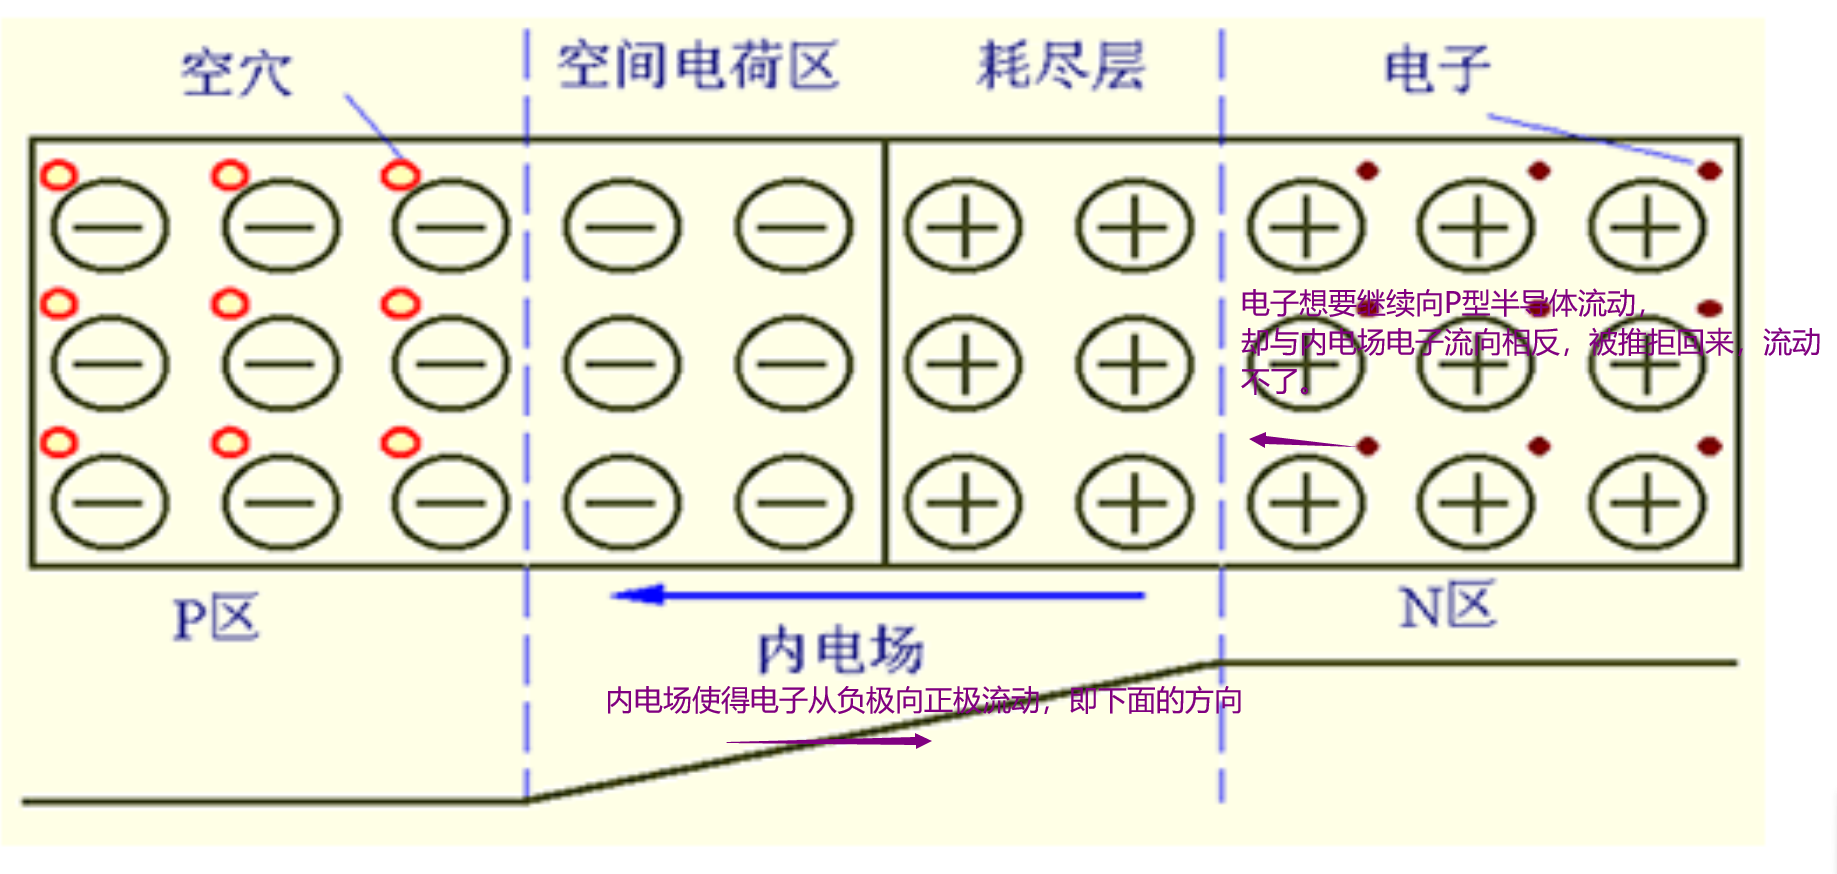 空穴
空间电荷区
耗尽层
电子
电子想要继续向P型半导体流动，
却与内电场电子流向相反，被推拒回来，流动
不了。
P区
N区
内电场
内电场使得电子从负极向正极流动，即下面的方向